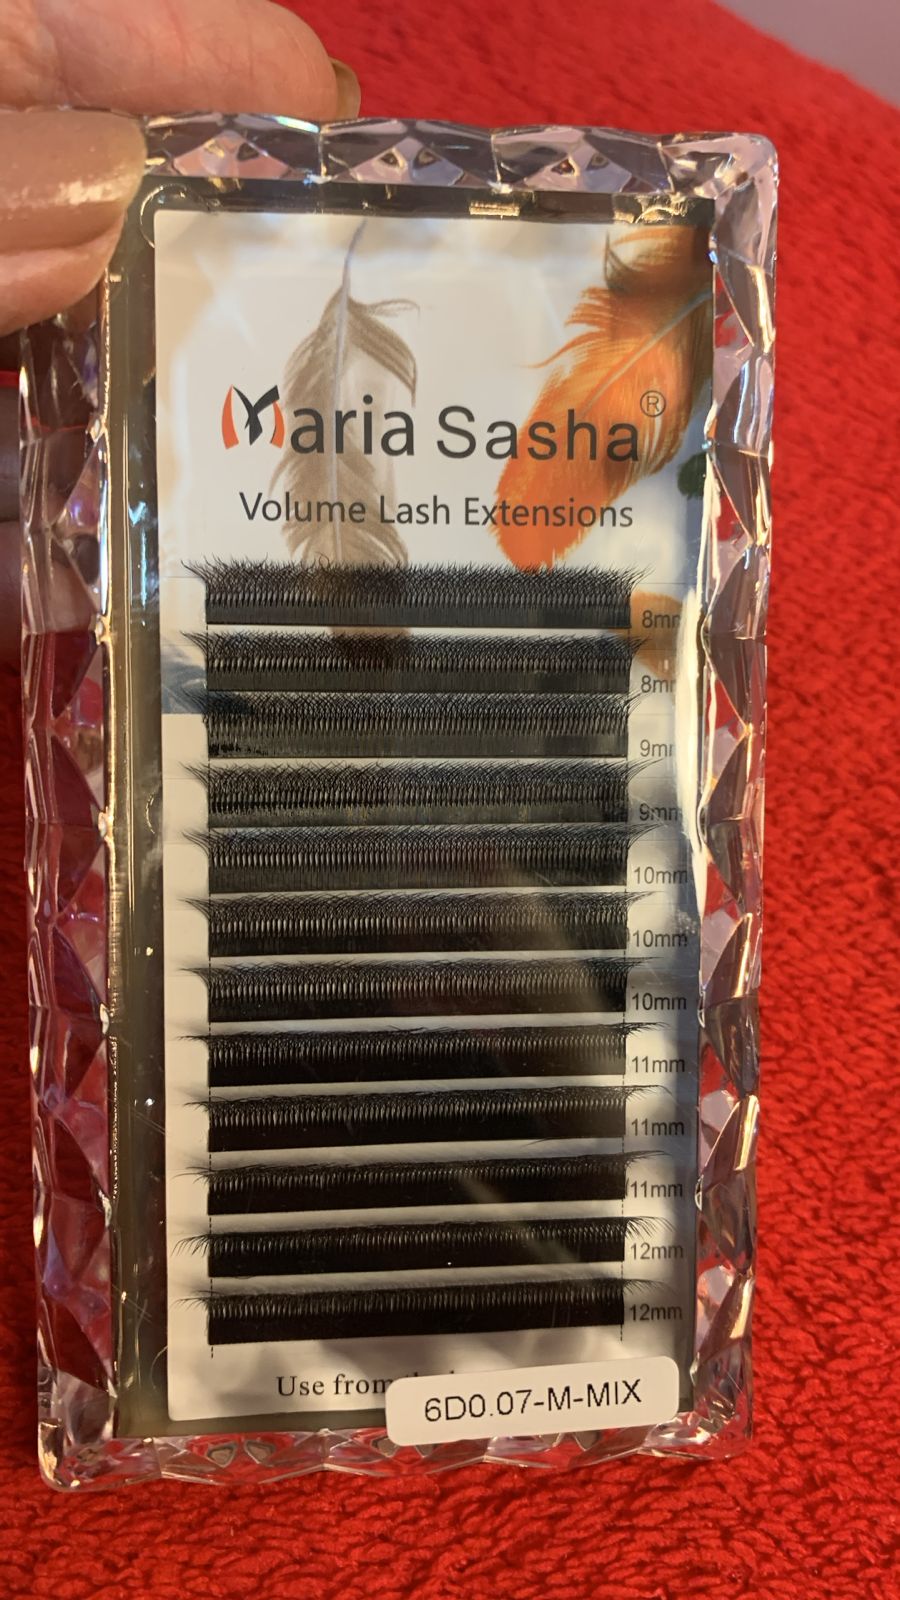 Maria Sasha®
Volume Lash Extensions
8mm
8mm
9mm
9mm
10mm
10mm
10mm
11mm
11mm
11mm
12mm
12mm
Use from
6D0.07-M-MIX